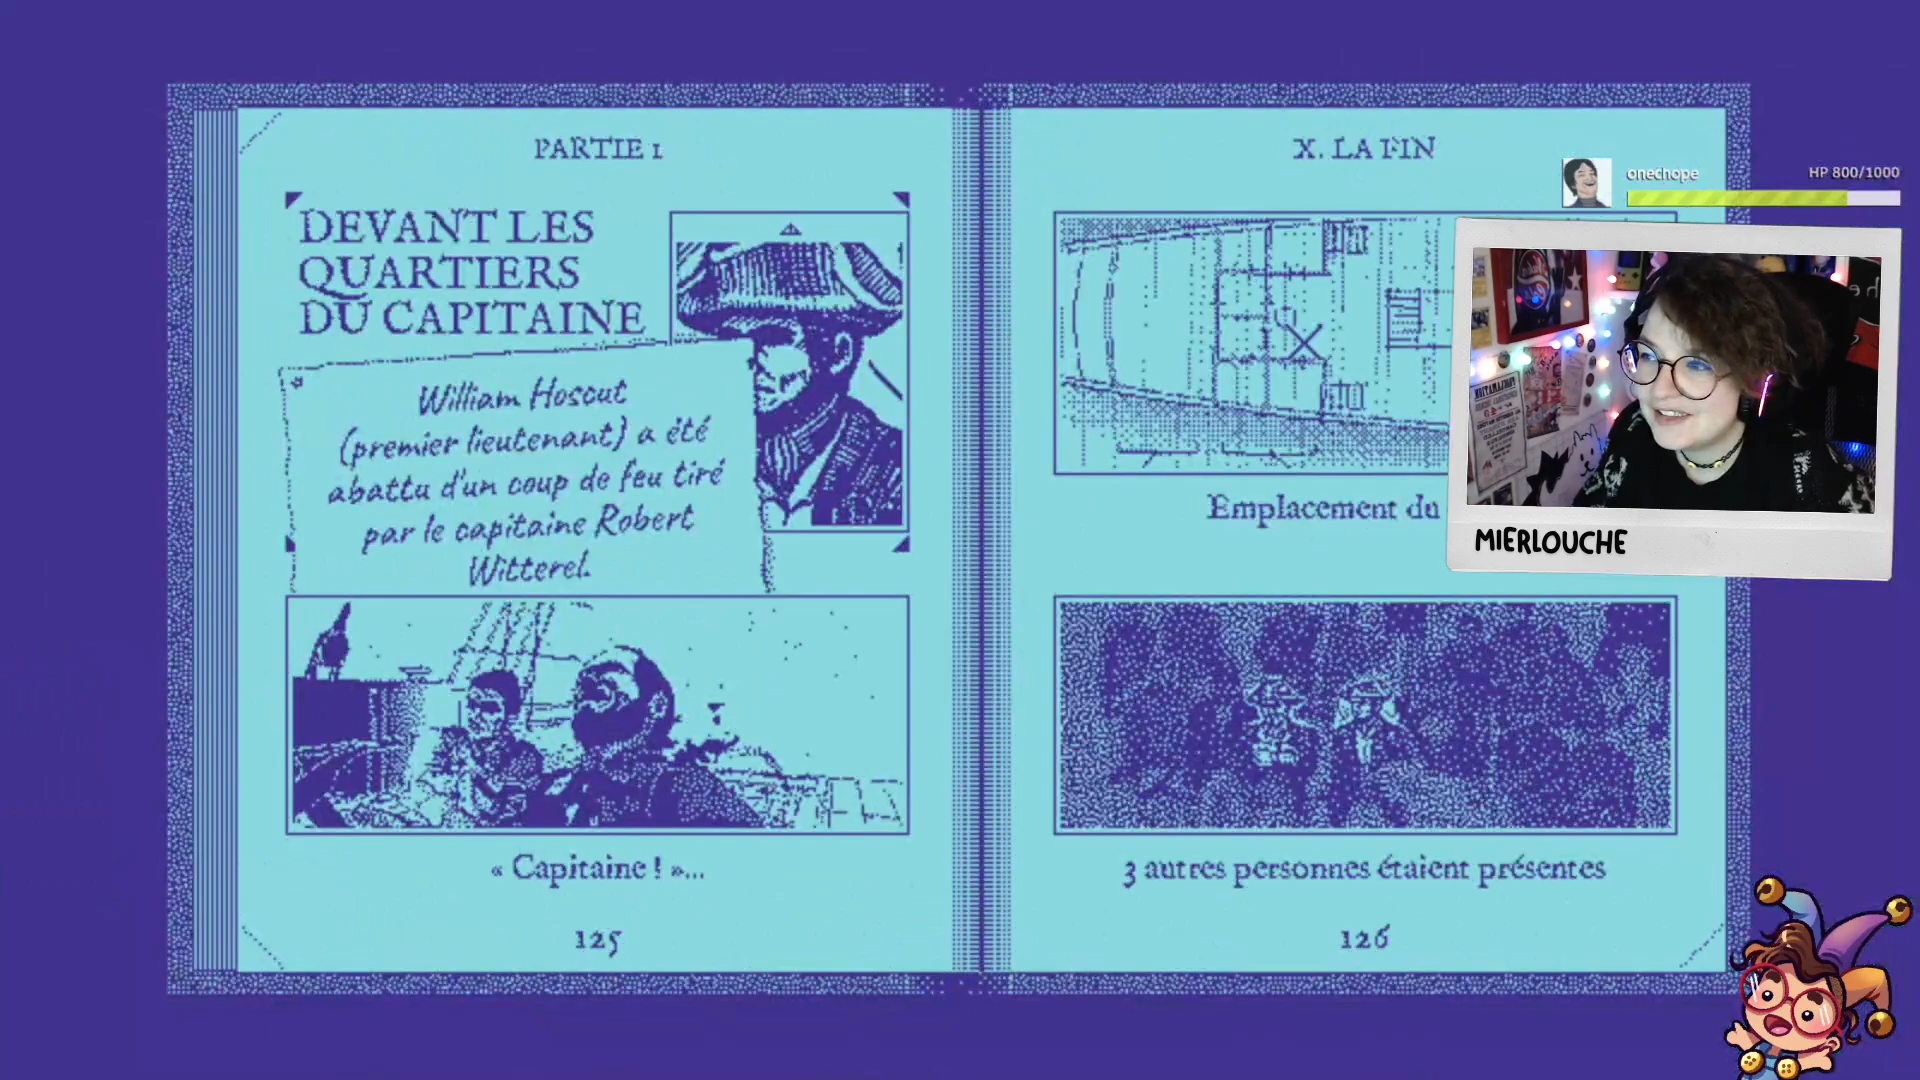 PARTIE 1
DEVANT LES
QUARTIERS
DU CAPITAINE
William Hoscut
(premier lieutenant) a été
abattu d'un coup de feu tiré
par le capitaine Robert
Witterel.
« Capitaine ! »...
125
X. LA FIN
Emplacement du
3 autres personnes étaient présentes
126
onechope
HP 800/1000
MIERLOUCHE